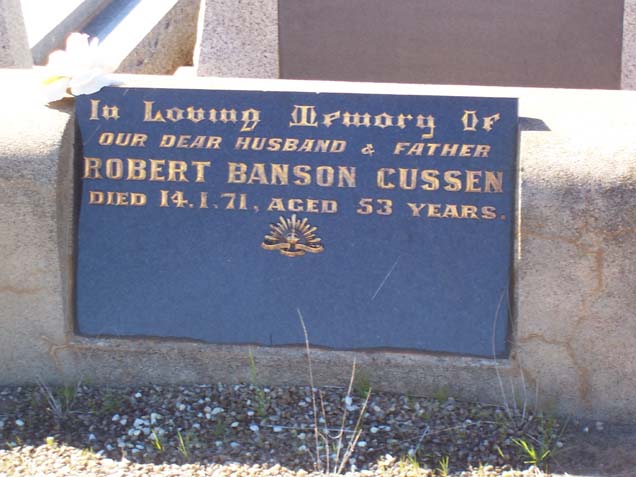 In Loving Memory Of
OUR DEAR HUSBAND & FATHER
ROBERT BANSON CUSSEN
DIED 14.1.71, AGED 53 YEARS.